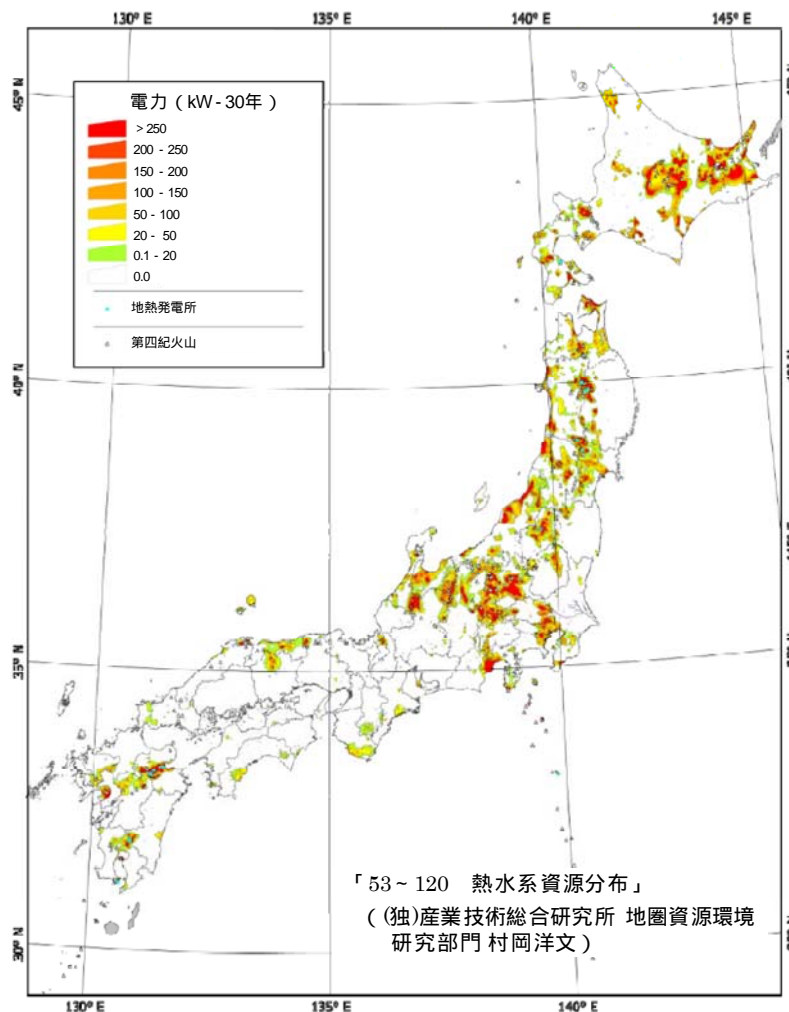 130° E
135° E
140° E
145° E
45° N
電力（kW-30年）
> 250
200 - 250
150 - 200
100 - 150
50 - 100
20 - 50
0.1 - 20
0.0
地熱発電所
第四紀火山
40° N
35° N
30° N
「53~120 熱水系資源分布」
（(独)産業技術総合研究所 地圏資源環境
研究部門 村岡洋文）
130° E
135° E
140° E